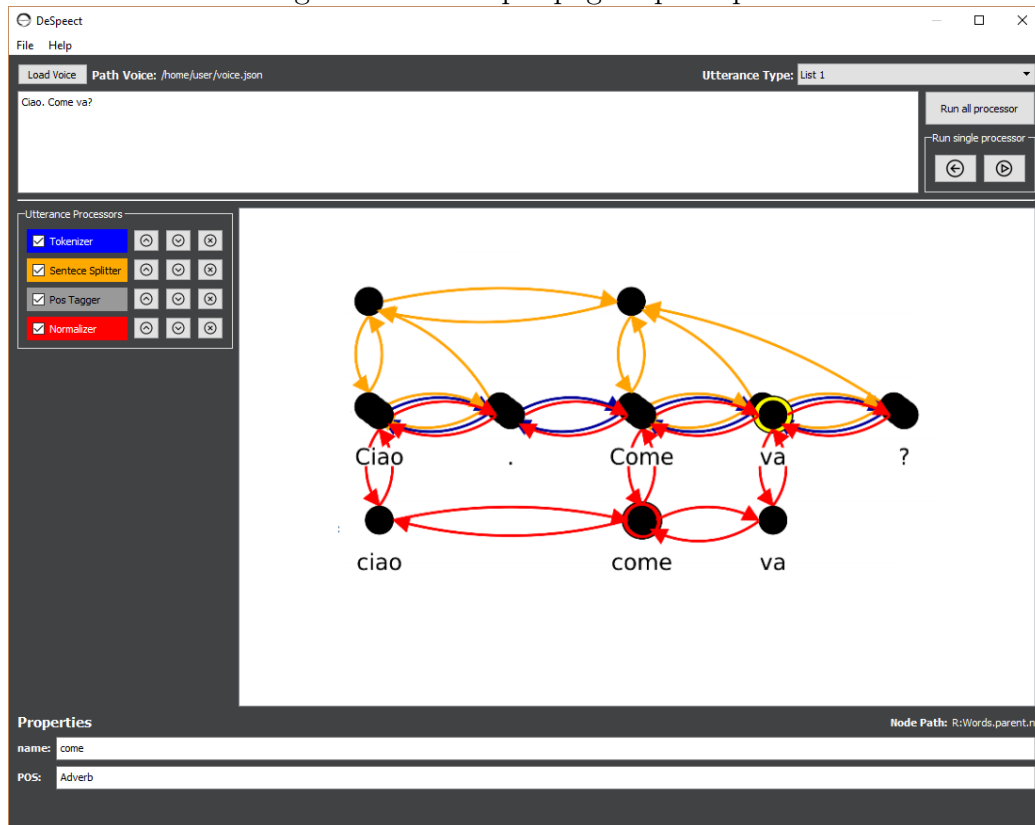 DeSpeect
File Help
Load Voice Path Voice: /home/user/voice.json Utterance Type: List 1
Ciao. Come va?
Run all processor
Run single processor
Utterance Processors
Tokenizer
Sentece Splitter
Pos Tagger
Normalizer
Ciao . Come va ?
ciao come va
Properties Node Path: R:Words.parent.n
name: come
POS: Adverb